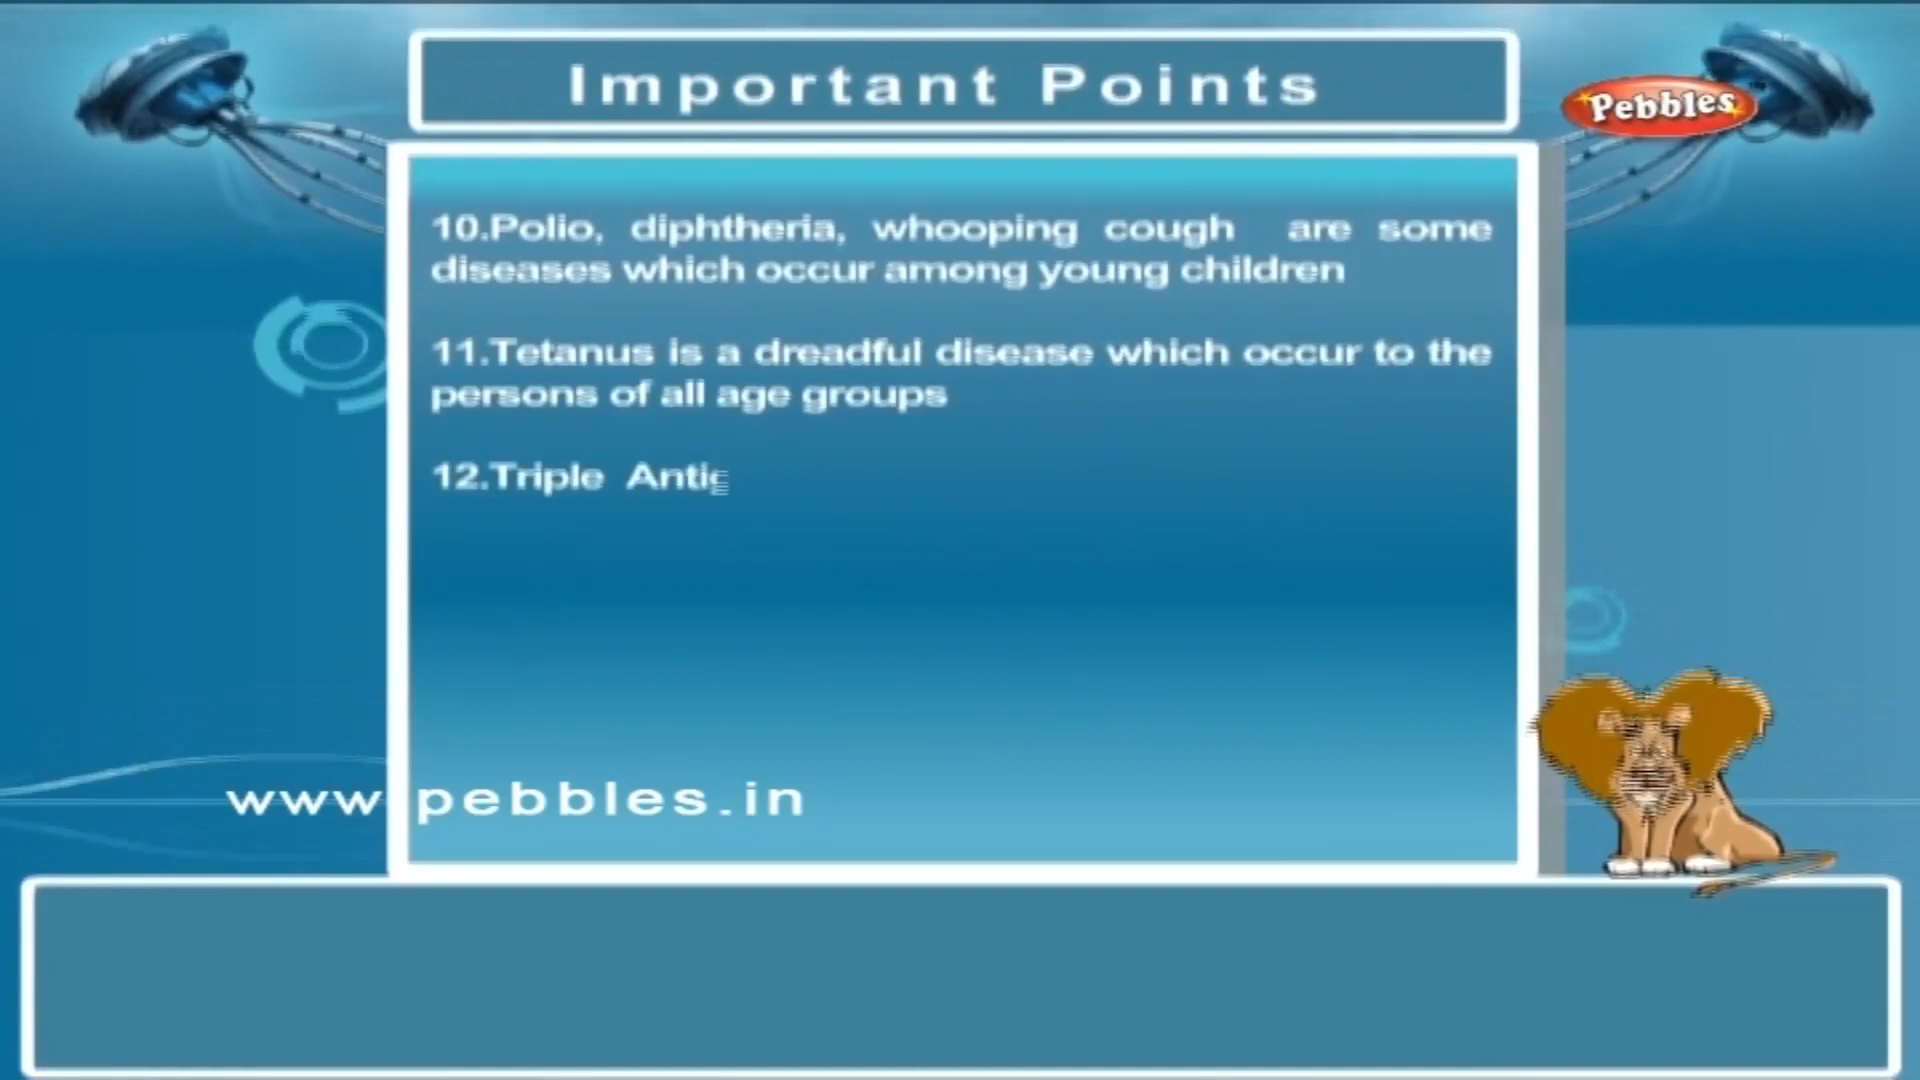 Important Points
Pebbles
10.Polio, diphtheria, whooping cough are some
diseases which occur among young children
11.Tetanus is a dreadful disease which occur to the
persons of all age groups
12.Triple
www.pebbles.in